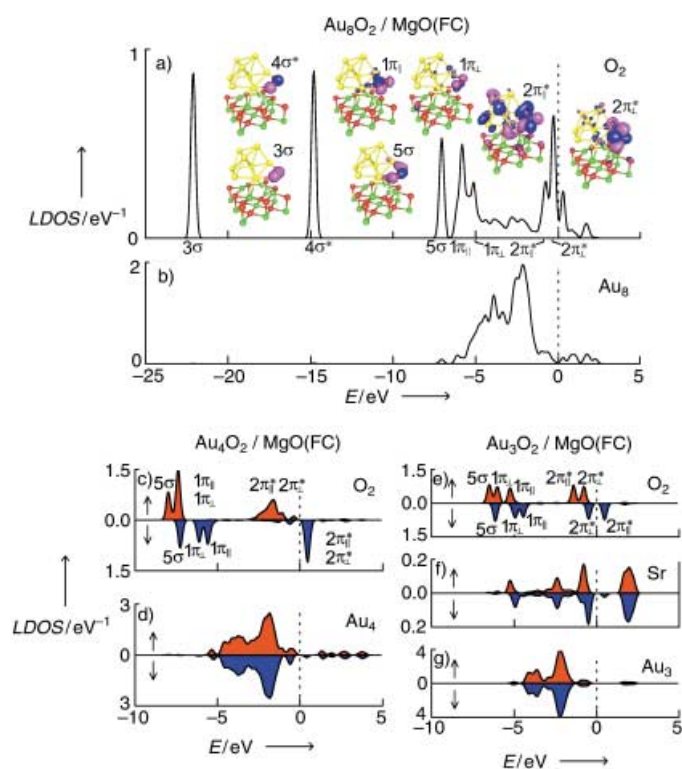 Au₈O₂ / MgO(FC)
a)
O₂
4σ*
1π∥
1π⊥
2π∥*
2π⊥*
3σ
5σ
1
0
LDOS/eV⁻¹
3σ
4σ*
5σ 1π∥ 1π⊥ 2π∥* 2π⊥*
b)
Au₈
2
0
−25 −20 −15 −10 −5 0 5
E/eV
Au₄O₂ / MgO(FC)
c)
O₂
1.5
0.0
1.5
5σ 1π∥ 2π∥* 2π⊥*
1π⊥
5σ 1π⊥ 1π∥ 2π∥*
2π⊥*
LDOS/eV⁻¹
d)
Au₄
3
0
3
−10 −5 0 5
E/eV
Au₃O₂ / MgO(FC)
e)
O₂
1.5
0.0
1.5
5σ 1π⊥ 1π∥ 2π∥* 2π⊥*
5σ 1π⊥ 1π∥ 2π⊥* 2π∥*
f)
Sr
0.2
0.0
0.2
g)
Au₃
4
0
4
−10 −5 0 5
E/eV